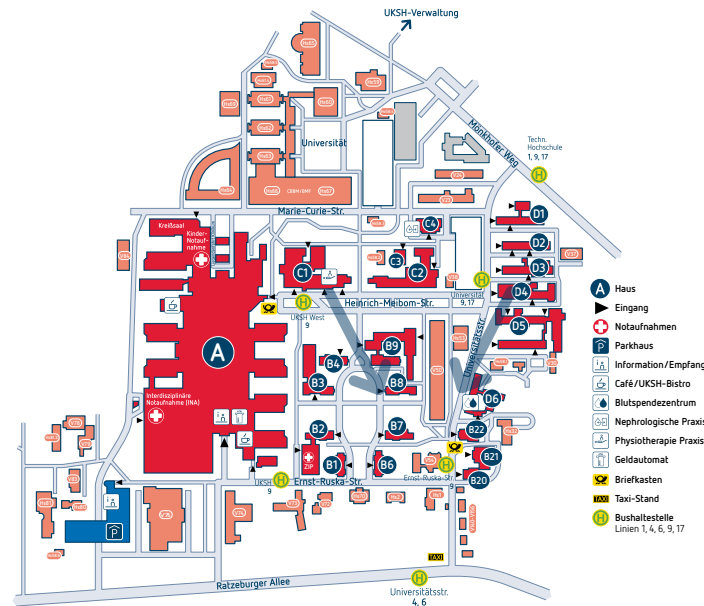 UKSH-Verwaltung
Universität
Mönkhofer Weg
Techn.
Hochschule
1, 9, 17
Marie-Curie-Str.
Kreißsaal
Kinder-
Notauf-
nahme
C1
C2
C3
C4
D1
D2
D3
D4
D5
D6
Universität
9, 17
Heinrich-Meibom-Str.
UKSH West
9
Universitätsstr.
A
B9
B4
B3
B8
B2
B7
B1
B6
B22
B21
B20
ZIP
Interdisziplinäre
Notaufnahme (INA)
UKSH
9
Ernst-Ruska-Str.
Ernst-Ruska-Str.
9
P
TAXI
Ratzeburger Allee
Universitätsstr.
4, 6
A Haus
Eingang
Notaufnahmen
P Parkhaus
Information/Empfang
Café/UKSH-Bistro
Blutspendezentrum
Nephrologische Praxis
Physiotherapie Praxis
Geldautomat
Briefkasten
TAXI Taxi-Stand
H Bushaltestelle
Linien 1, 4, 6, 9, 17